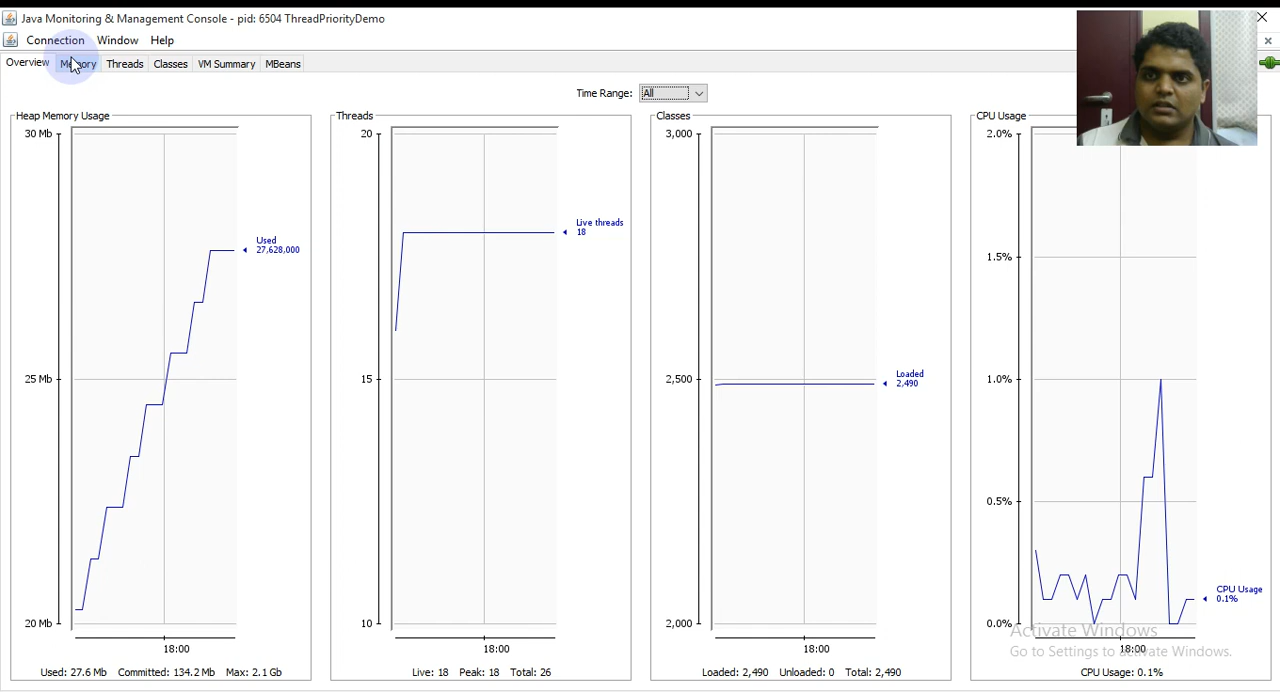 Java Monitoring & Management Console - pid: 6504 ThreadPriorityDemo
Connection Window Help
Overview Memory Threads Classes VM Summary MBeans
Time Range: All
Heap Memory Usage
30 Mb
25 Mb
20 Mb
Used
27,628,000
18:00
Used: 27.6 Mb Committed: 134.2 Mb Max: 2.1 Gb
Threads
20
15
10
Live threads
18
18:00
Live: 18 Peak: 18 Total: 26
Classes
3,000
2,500
2,000
Loaded
2,490
18:00
Loaded: 2,490 Unloaded: 0 Total: 2,490
CPU Usage
2.0%
1.5%
1.0%
0.5%
0.0%
CPU Usage
0.1%
18:00
CPU Usage: 0.1%
Activate Windows
Go to Settings to activate Windows.